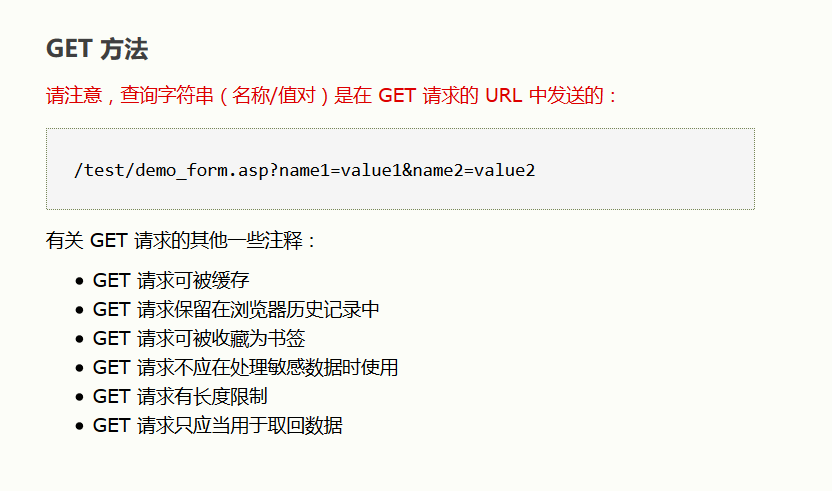 GET 方法
请注意，查询字符串（名称/值对）是在 GET 请求的 URL 中发送的：
/test/demo_form.asp?name1=value1&name2=value2
有关 GET 请求的其他一些注释：
• GET 请求可被缓存
• GET 请求保留在浏览器历史记录中
• GET 请求可被收藏为书签
• GET 请求不应在处理敏感数据时使用
• GET 请求有长度限制
• GET 请求只应当用于取回数据